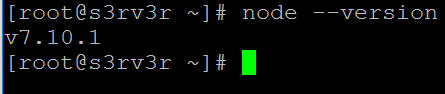 [root@s3rv3r ~]# node --version
v7.10.1
[root@s3rv3r ~]#